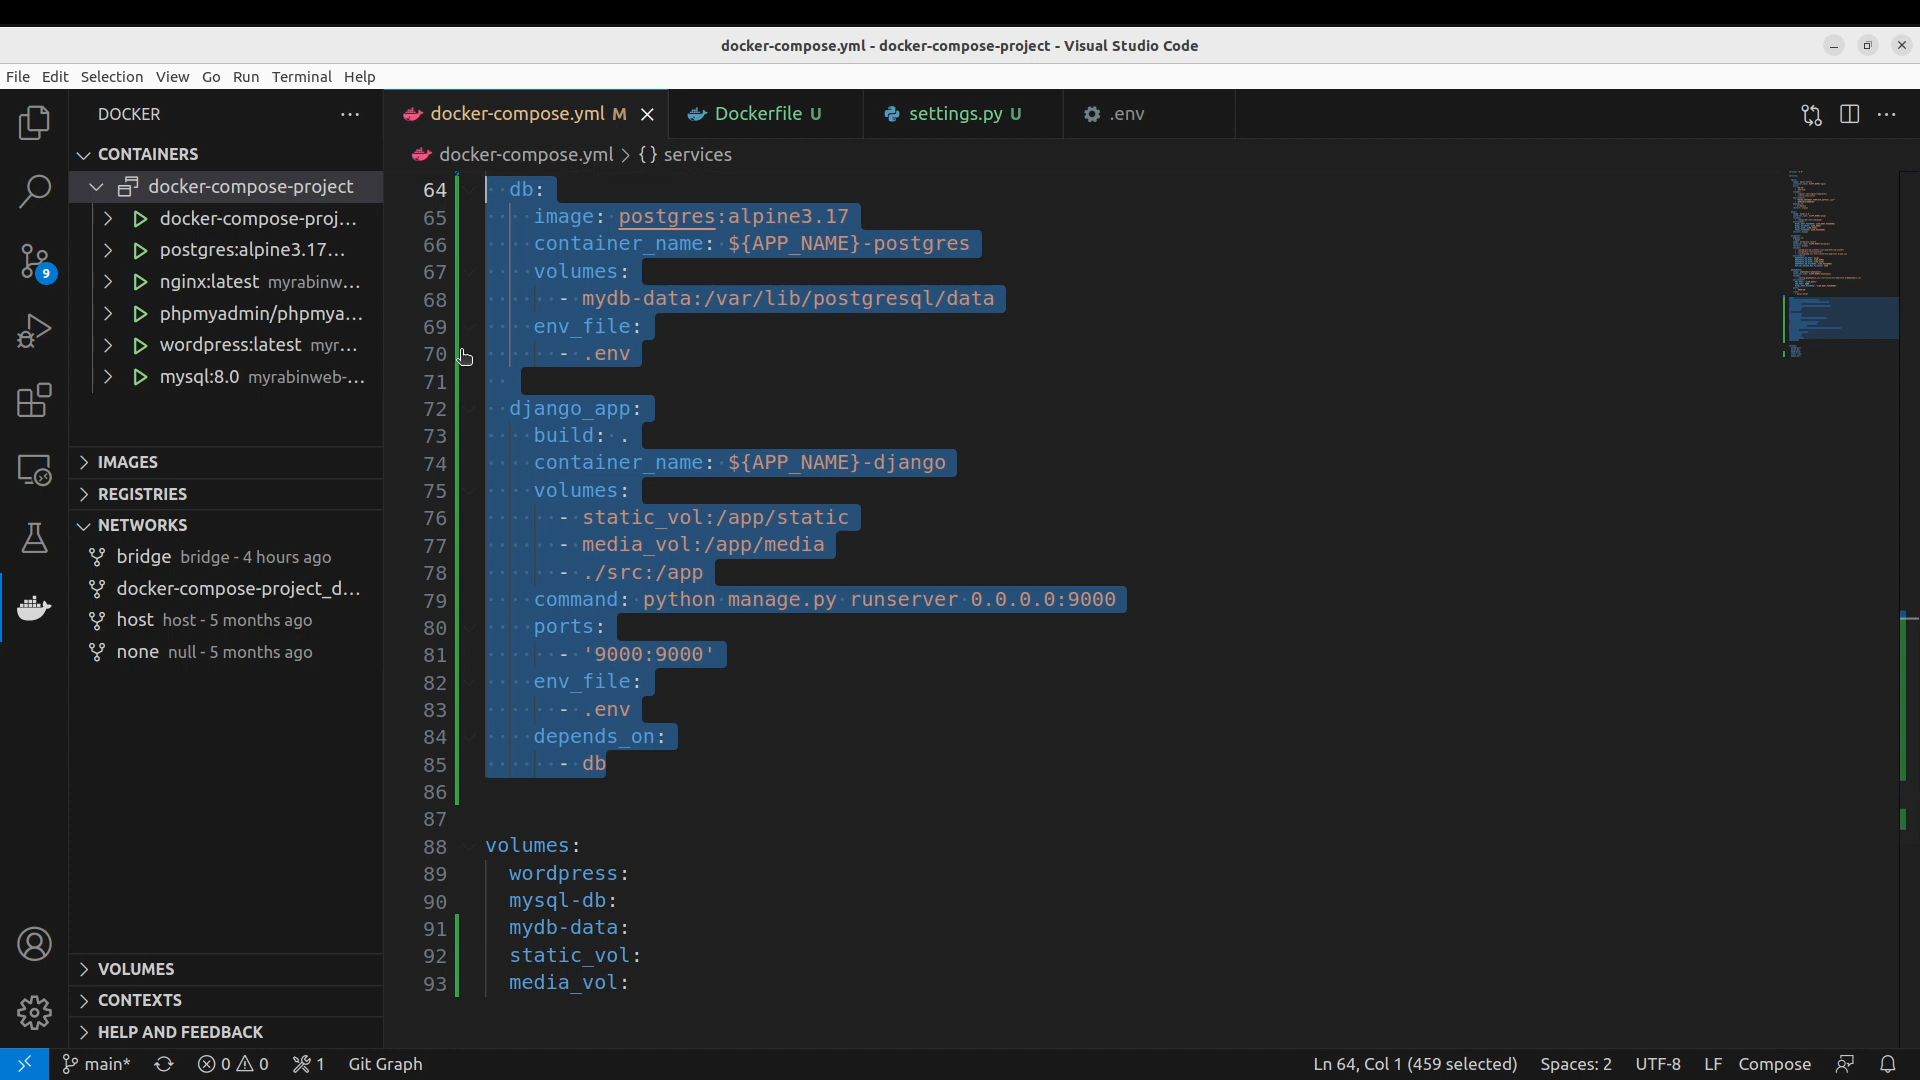 docker-compose.yml - docker-compose-project - Visual Studio Code
File Edit Selection View Go Run Terminal Help
DOCKER
docker-compose.yml M
Dockerfile U
settings.py U
.env
docker-compose.yml > {} services
CONTAINERS
docker-compose-project
docker-compose-proj...
postgres:alpine3.17...
nginx:latest myrabinw...
phpmyadmin/phpmya...
wordpress:latest myr...
mysql:8.0 myrabinweb-...
IMAGES
REGISTRIES
NETWORKS
bridge bridge - 4 hours ago
docker-compose-project_d...
host host - 5 months ago
none null - 5 months ago
VOLUMES
CONTEXTS
HELP AND FEEDBACK
9
64 db:
65 image: postgres:alpine3.17
66 container_name: ${APP_NAME}-postgres
67 volumes:
68 - mydb-data:/var/lib/postgresql/data
69 env_file:
70 - .env
71
72 django_app:
73 build: .
74 container_name: ${APP_NAME}-django
75 volumes:
76 - static_vol:/app/static
77 - media_vol:/app/media
78 - ./src:/app
79 command: python manage.py runserver 0.0.0.0:9000
80 ports:
81 - '9000:9000'
82 env_file:
83 - .env
84 depends_on:
85 - db
86
87
88 volumes:
89 wordpress:
90 mysql-db:
91 mydb-data:
92 static_vol:
93 media_vol:
main* 0 0 1 Git Graph Ln 64, Col 1 (459 selected) Spaces: 2 UTF-8 LF Compose